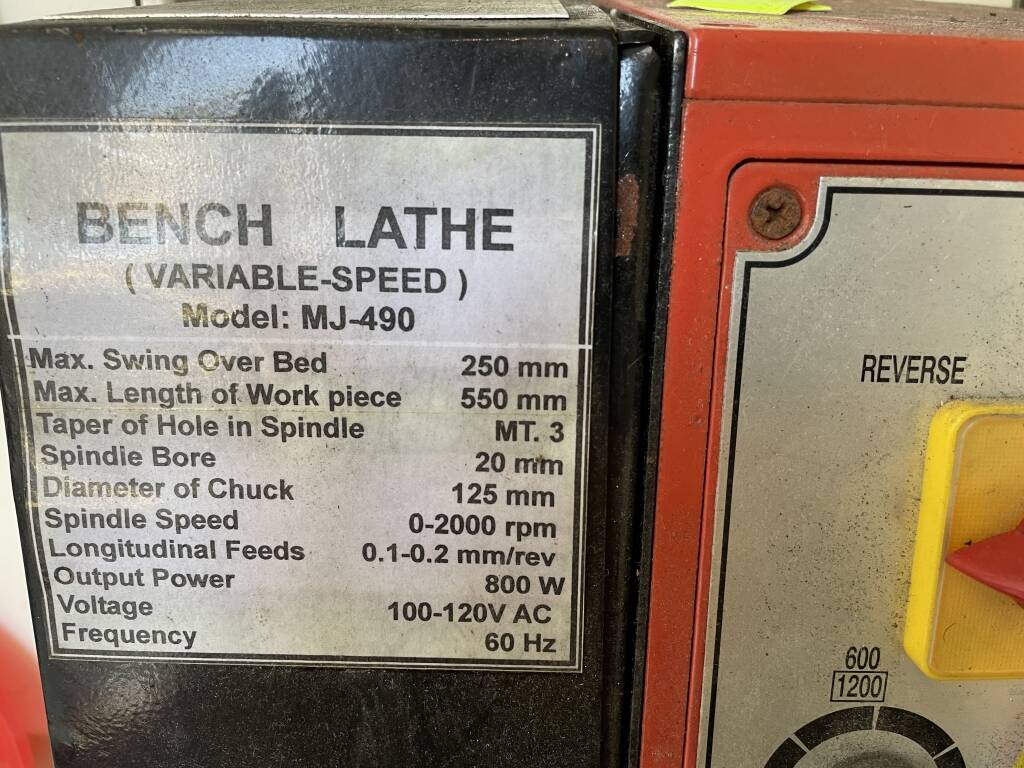 BENCH LATHE
( VARIABLE-SPEED )
Model: MJ-490
Max. Swing Over Bed 250 mm
Max. Length of Work piece 550 mm
Taper of Hole in Spindle MT. 3
Spindle Bore 20 mm
Diameter of Chuck 125 mm
Spindle Speed 0-2000 rpm
Longitudinal Feeds 0.1-0.2 mm/rev
Output Power 800 W
Voltage 100-120V AC
Frequency 60 Hz
REVERSE
600
1200